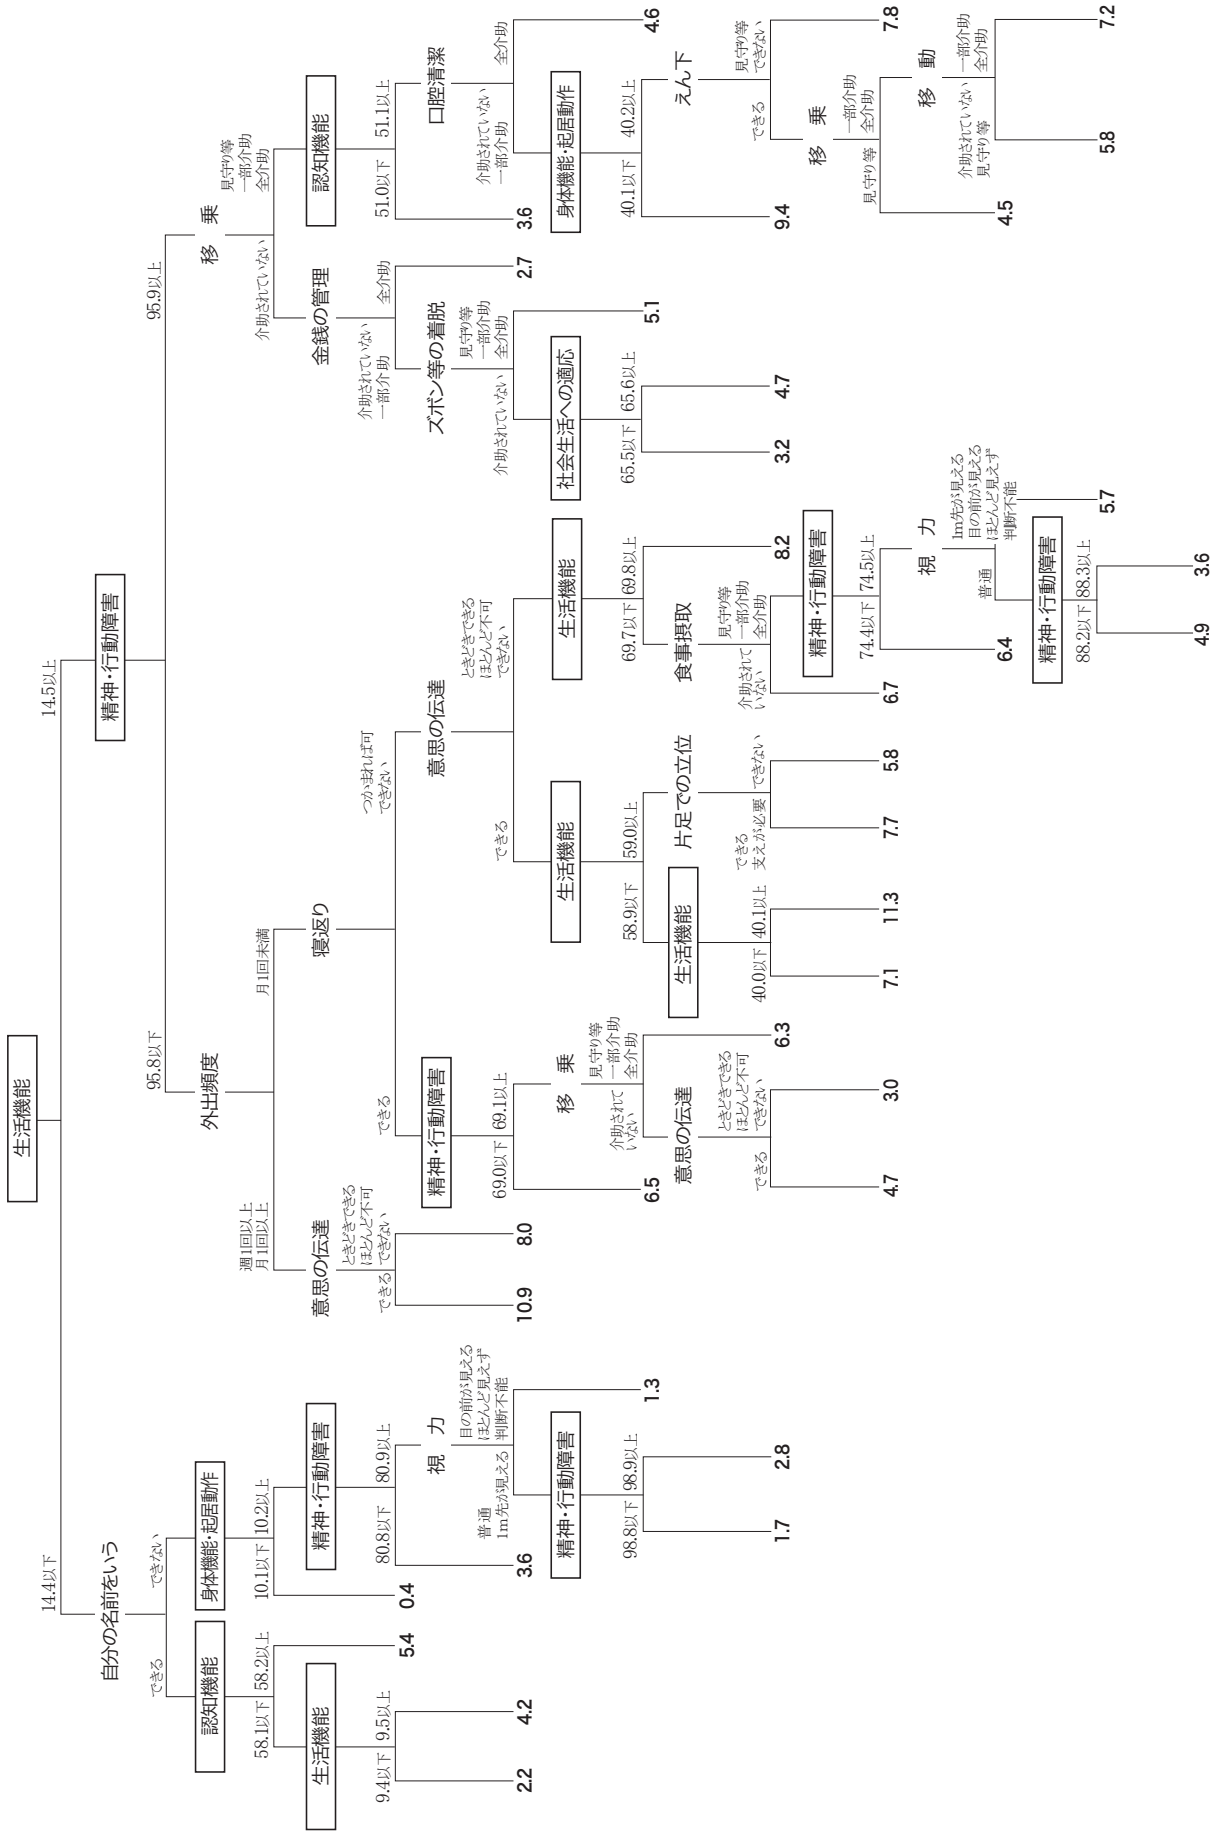 生活機能
14.4以下
14.5以上
自分の名前をいう
精神・行動障害
できる
できない
95.8以下
95.9以上
認知機能
身体機能・起居動作
外出頻度
移 乗
58.1以下
58.2以上
10.1以下
10.2以上
週1回以上
月1回以上
月1回未満
介助されていない
見守り等
一部介助
全介助
生活機能
精神・行動障害
意思の伝達
寝返り
金銭の管理
認知機能
9.4以下
9.5以上
5.4
0.4
80.8以下
80.9以上
できる
ときどきできる
ほとんど不可
できない
できる
つかまれば可
できない
介助されていない
一部介助
全介助
51.0以下
51.1以上
視 力
精神・行動障害
意思の伝達
ズボン等の着脱
口腔清潔
2.2
4.2
3.6
普通
1m先が見える
目の前が見える
ほとんど見えず
判断不能
10.9
8.0
69.0以下
69.1以上
できる
ときどきできる
ほとんど不可
できない
介助されていない
見守り等
一部介助
全介助
2.7
3.6
介助されていない
一部介助
全介助
精神・行動障害
移 乗
生活機能
生活機能
社会生活への適応
身体機能・起居動作
98.8以下
98.9以上
1.3
6.5
介助されて
いない
見守り等
一部介助
全介助
58.9以下
59.0以上
69.7以下
69.8以上
65.5以下
65.6以上
5.1
40.1以下
40.2以上
4.6
意思の伝達
生活機能
片足での立位
食事摂取
えん下
1.7
2.8
できる
ときどきできる
ほとんど不可
できない
6.3
40.0以下
40.1以上
できる
支えが必要
できない
介助されて
いない
見守り等
一部介助
全介助
8.2
3.2
4.7
9.4
できる
見守り等
できない
精神・行動障害
移 乗
4.7
3.0
7.1
11.3
7.7
5.8
6.7
74.4以下
74.5以上
見守り等
一部介助
全介助
7.8
視 力
移 動
6.4
普通
1m先が見える
目の前が見える
ほとんど見えず
判断不能
4.5
介助されていない
見守り等
一部介助
全介助
精神・行動障害
88.2以下
88.3以上
5.7
5.8
7.2
4.9
3.6